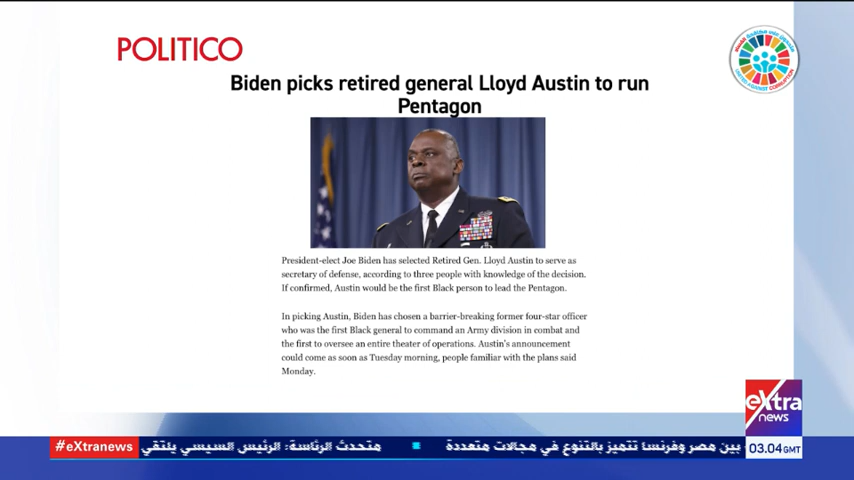 POLITICO
Biden picks retired general Lloyd Austin to run
Pentagon
President-elect Joe Biden has selected Retired Gen. Lloyd Austin to serve as
secretary of defense, according to three people with knowledge of the decision.
If confirmed, Austin would be the first Black person to lead the Pentagon.
In picking Austin, Biden has chosen a barrier-breaking former four-star officer
who was the first Black general to command an Army division in combat and
the first to oversee an entire theater of operations. Austin's announcement
could come as soon as Tuesday morning, people familiar with the plans said
Monday.
UNITED AGAINST CORRUPTION
eXtra
news
03.04 GMT
#eXtranews
بين مصر وفرنسا تتميز بالتنوع في مجالات متعددة
متحدث الرئاسة: الرئيس السيسي يلتقي